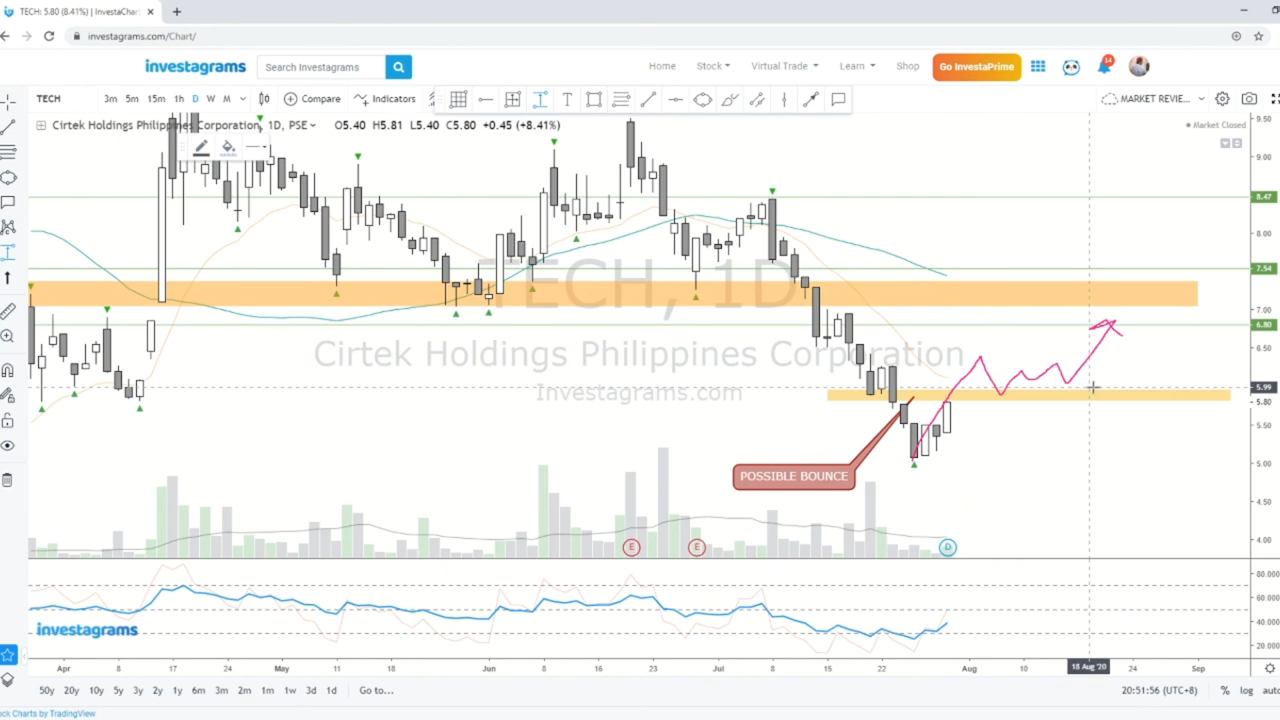 TECH: 5.80 (8.41%) | InvestaChar
investagrams.com/Chart/
investagrams
Search Investagrams
Home
Stock
Virtual Trade
Learn
Shop
Go InvestaPrime
14
TECH
3m 5m 15m 1h D W M
Compare
Indicators
MARKET REVIE...
Cirtek Holdings Philippines Corporation, 1D, PSE
O5.40 H5.81 L5.40 C5.80 +0.45 (+8.41%)
Market Closed
9.50
9.00
8.47
8.00
7.54
7.00
6.80
6.50
5.99
5.80
5.50
5.00
4.50
4.00
TECH, 1D
Cirtek Holdings Philippines Corporation
Investagrams.com
POSSIBLE BOUNCE
E
E
D
80.000
60.000
40.000
20.000
investagrams
Apr 8 17 24 May 11 18 Jun 8 16 23 Jul 8 15 22 Aug 10 18 Aug '20 24 Sep
50y 20y 10y 5y 3y 2y 1y 6m 3m 2m 1m 1w 3d 1d Go to...
20:51:56 (UTC+8) % log auto
ock Charts by TradingView